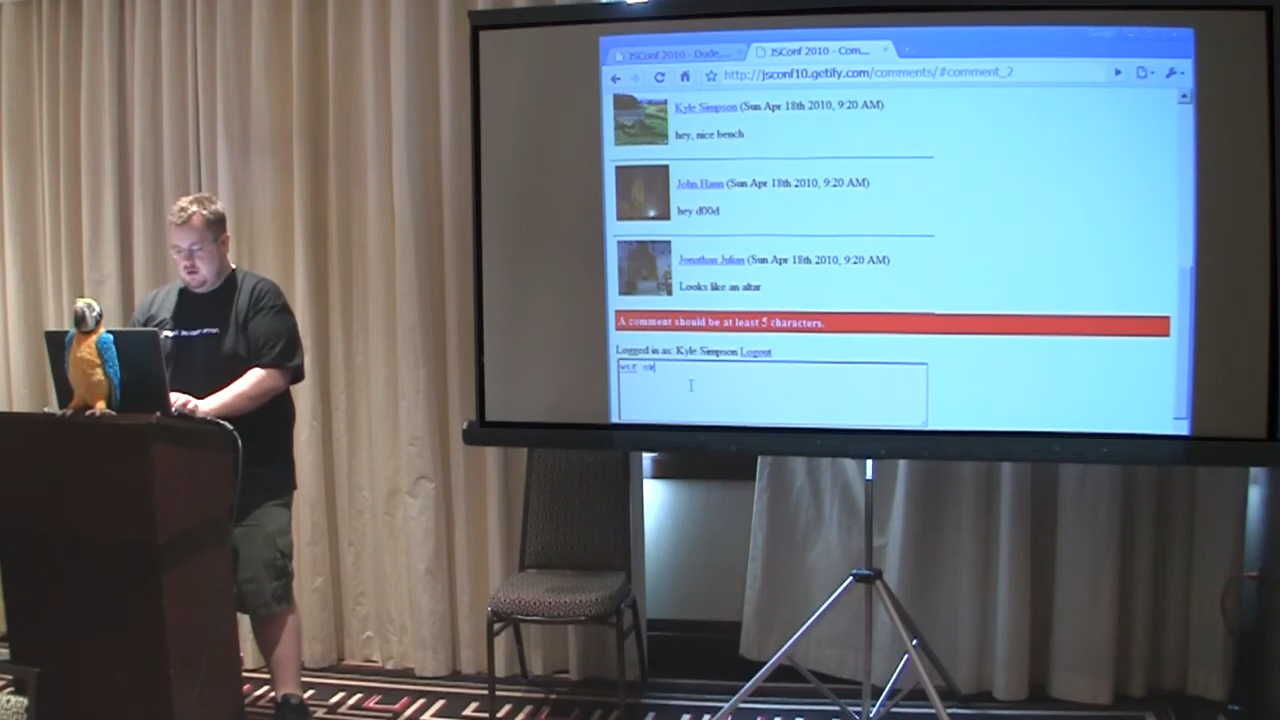 JSConf 2010 - Dude,...
JSConf 2010 - Com...
http://jsconf10.getify.com/comments/#comment_2
Kyle Simpson (Sun Apr 18th 2010, 9:20 AM)
hey, nice bench
John Hann (Sun Apr 18th 2010, 9:20 AM)
hey d00d
Jonathan Julian (Sun Apr 18th 2010, 9:20 AM)
Looks like an altar
A comment should be at least 5 characters.
Logged in as: Kyle Simpson Logout